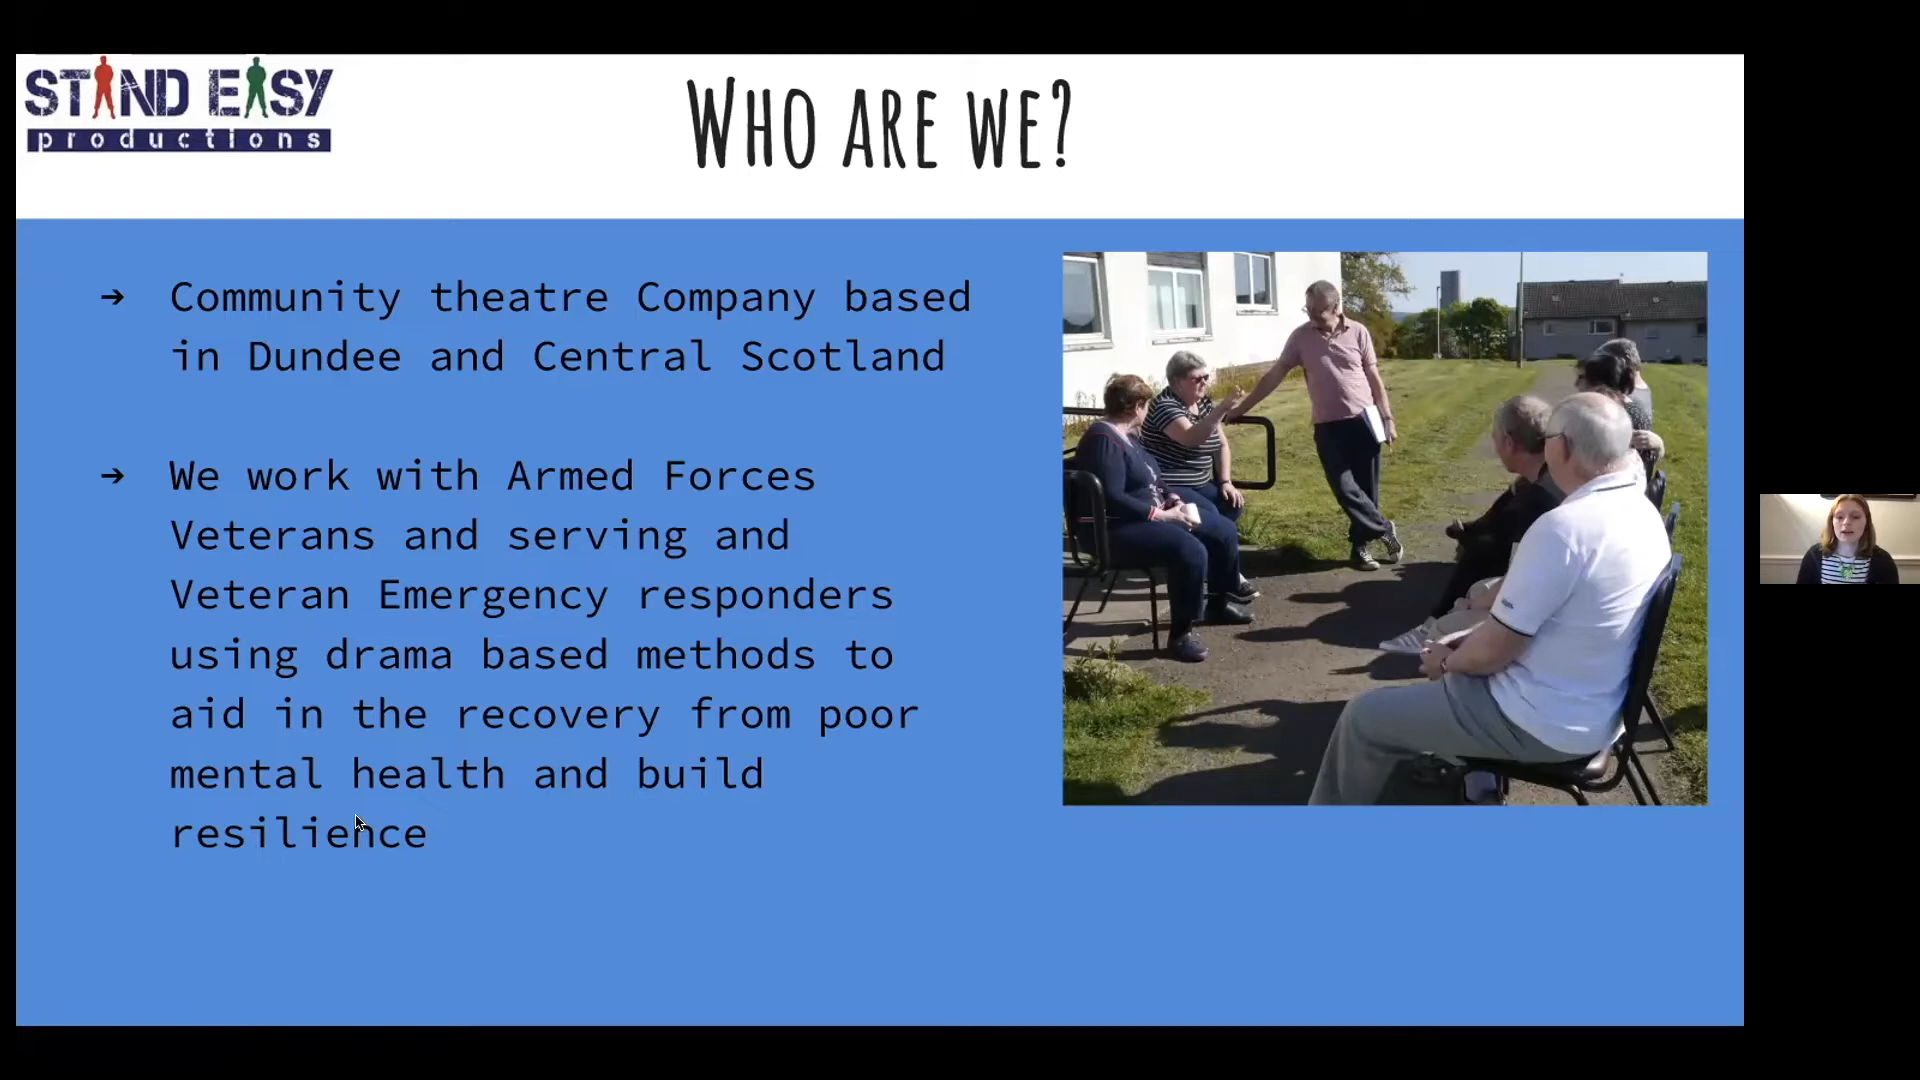 STAND EASY
productions
WHO ARE WE?
➔ Community theatre Company based
in Dundee and Central Scotland
➔ We work with Armed Forces
Veterans and serving and
Veteran Emergency responders
using drama based methods to
aid in the recovery from poor
mental health and build
resilience